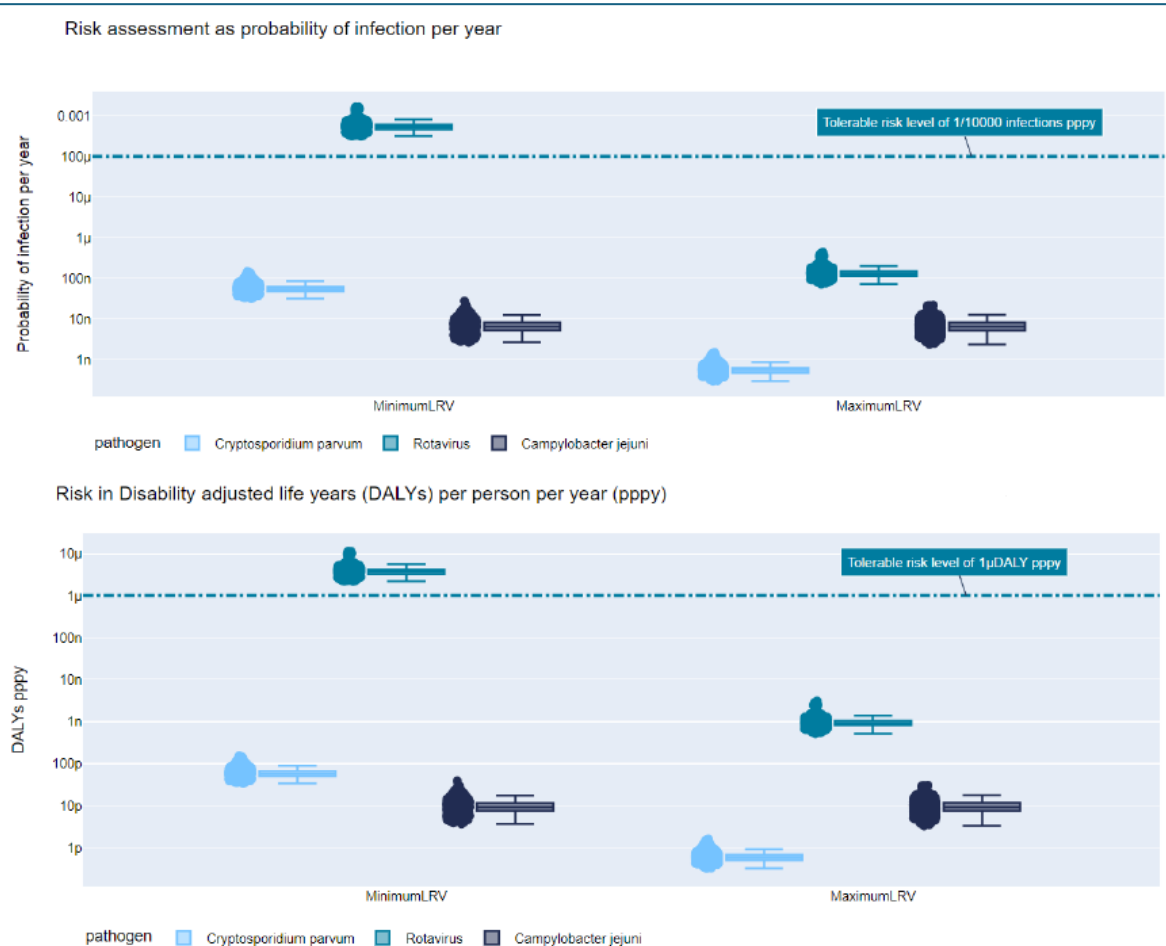 Risk assessment as probability of infection per year
Probability of infection per year
0.001
100μ
10μ
1μ
100n
10n
1n
Tolerable risk level of 1/10000 infections pppy
MinimumLRV MaximumLRV
pathogen Cryptosporidium parvum Rotavirus Campylobacter jejuni
Risk in Disability adjusted life years (DALYs) per person per year (pppy)
DALYs pppy
10μ
1μ
100n
10n
1n
100p
10p
1p
Tolerable risk level of 1μDALY pppy
MinimumLRV MaximumLRV
pathogen Cryptosporidium parvum Rotavirus Campylobacter jejuni